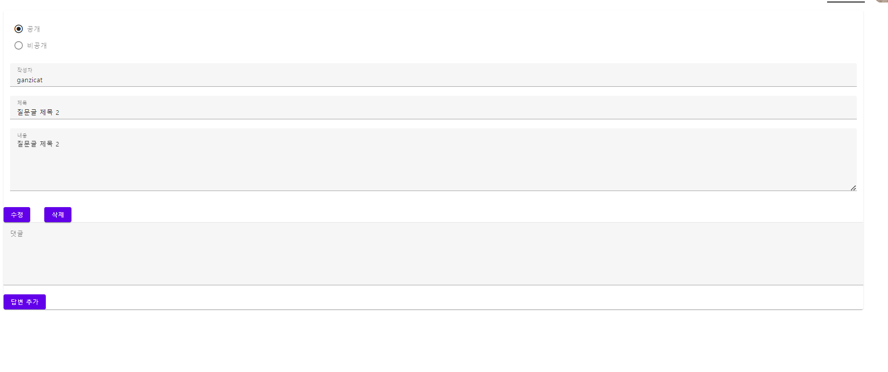 공개
비공개
작성자
ganzicat
제목
질문글 제목 2
내용
질문글 제목 2
수정 삭제
댓글
답변 추가